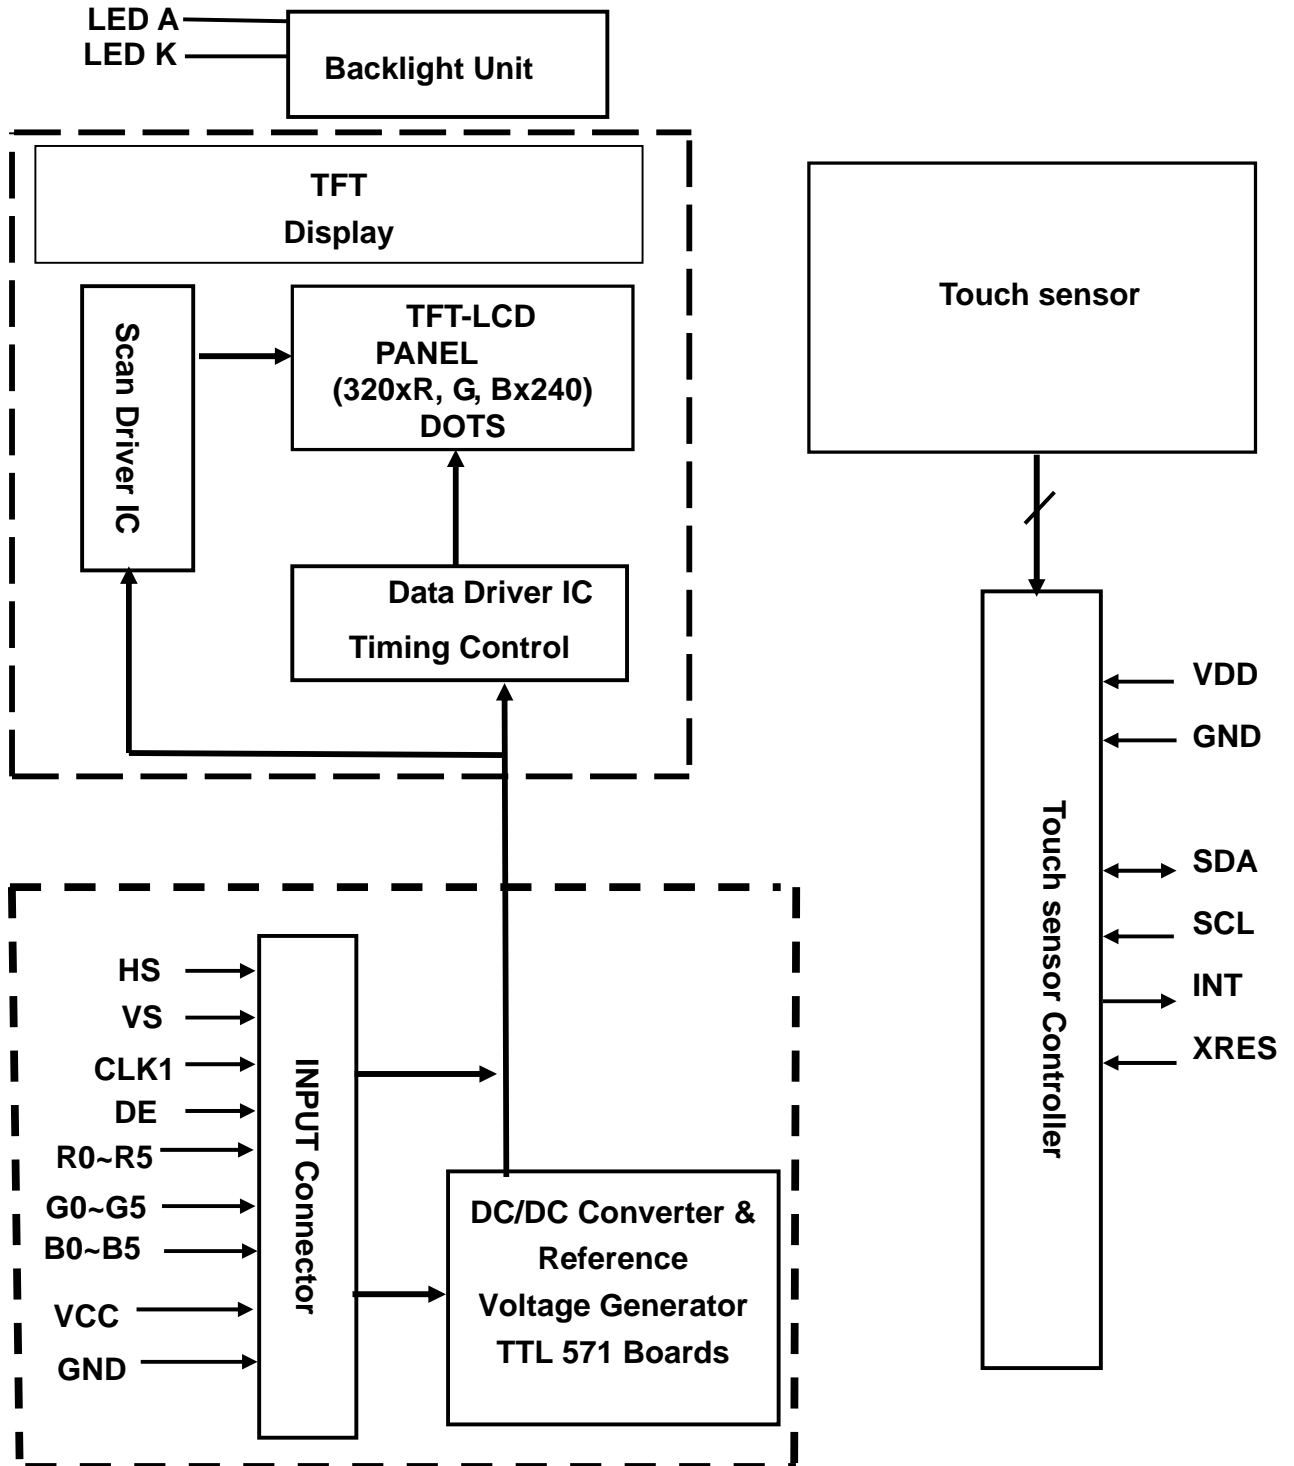 LED A
LED K
Backlight Unit
TFT
Display
Scan Driver IC
TFT-LCD
PANEL
(320xR, G, Bx240)
DOTS
Data Driver IC
Timing Control
HS
VS
CLK1
DE
R0~R5
G0~G5
B0~B5
VCC
GND
INPUT Connector
DC/DC Converter &
Reference
Voltage Generator
TTL 571 Boards
Touch sensor
Touch sensor Controller
VDD
GND
SDA
SCL
INT
XRES